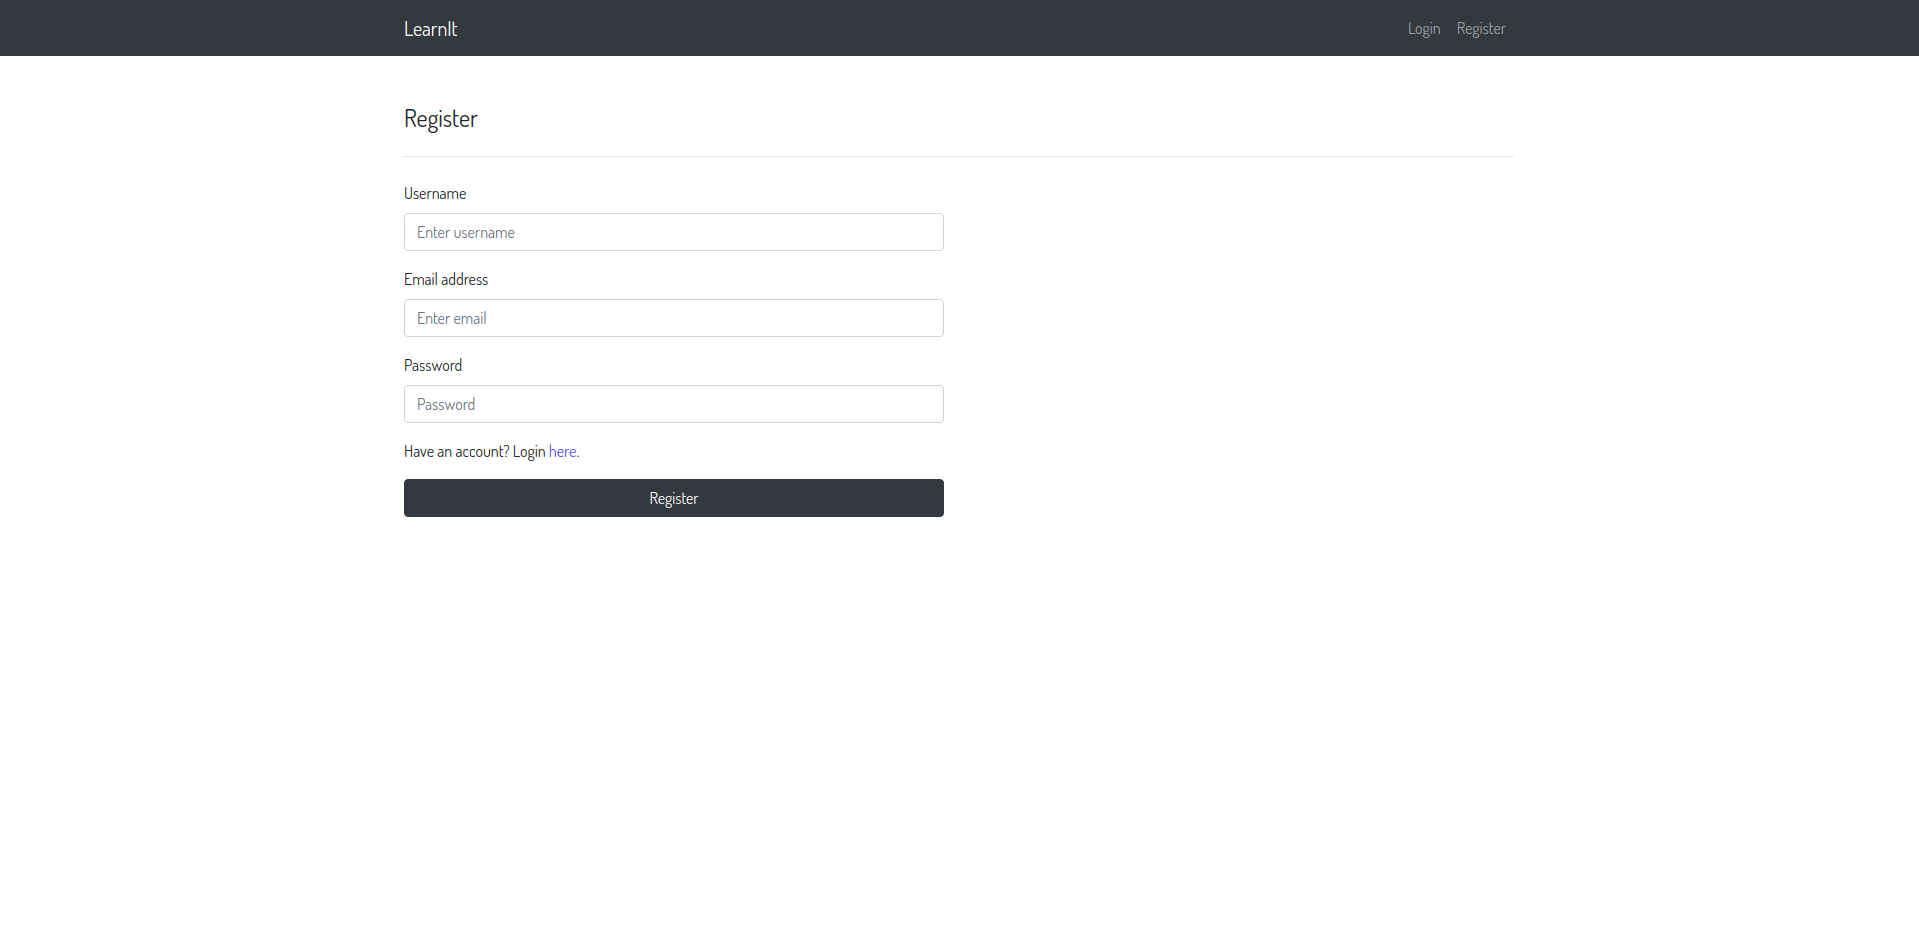 LearnIt
Login Register
Register
Username
Enter username
Email address
Enter email
Password
Password
Have an account? Login here.
Register